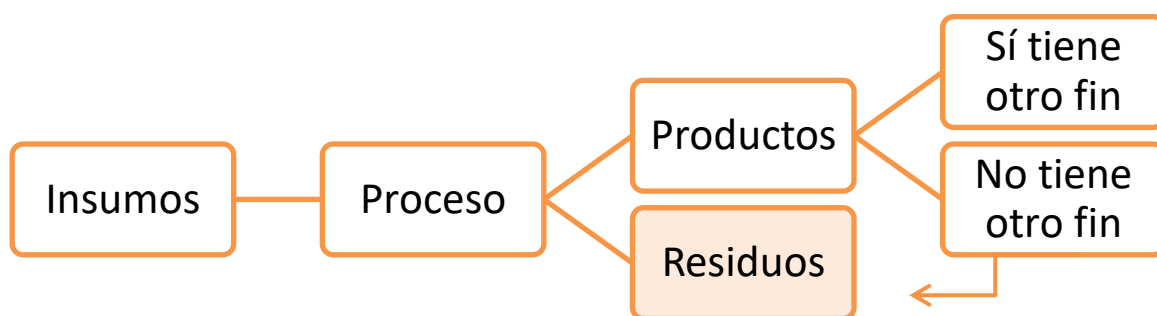 Insumos
Proceso
Productos
Residuos
Sí tiene
otro fin
No tiene
otro fin